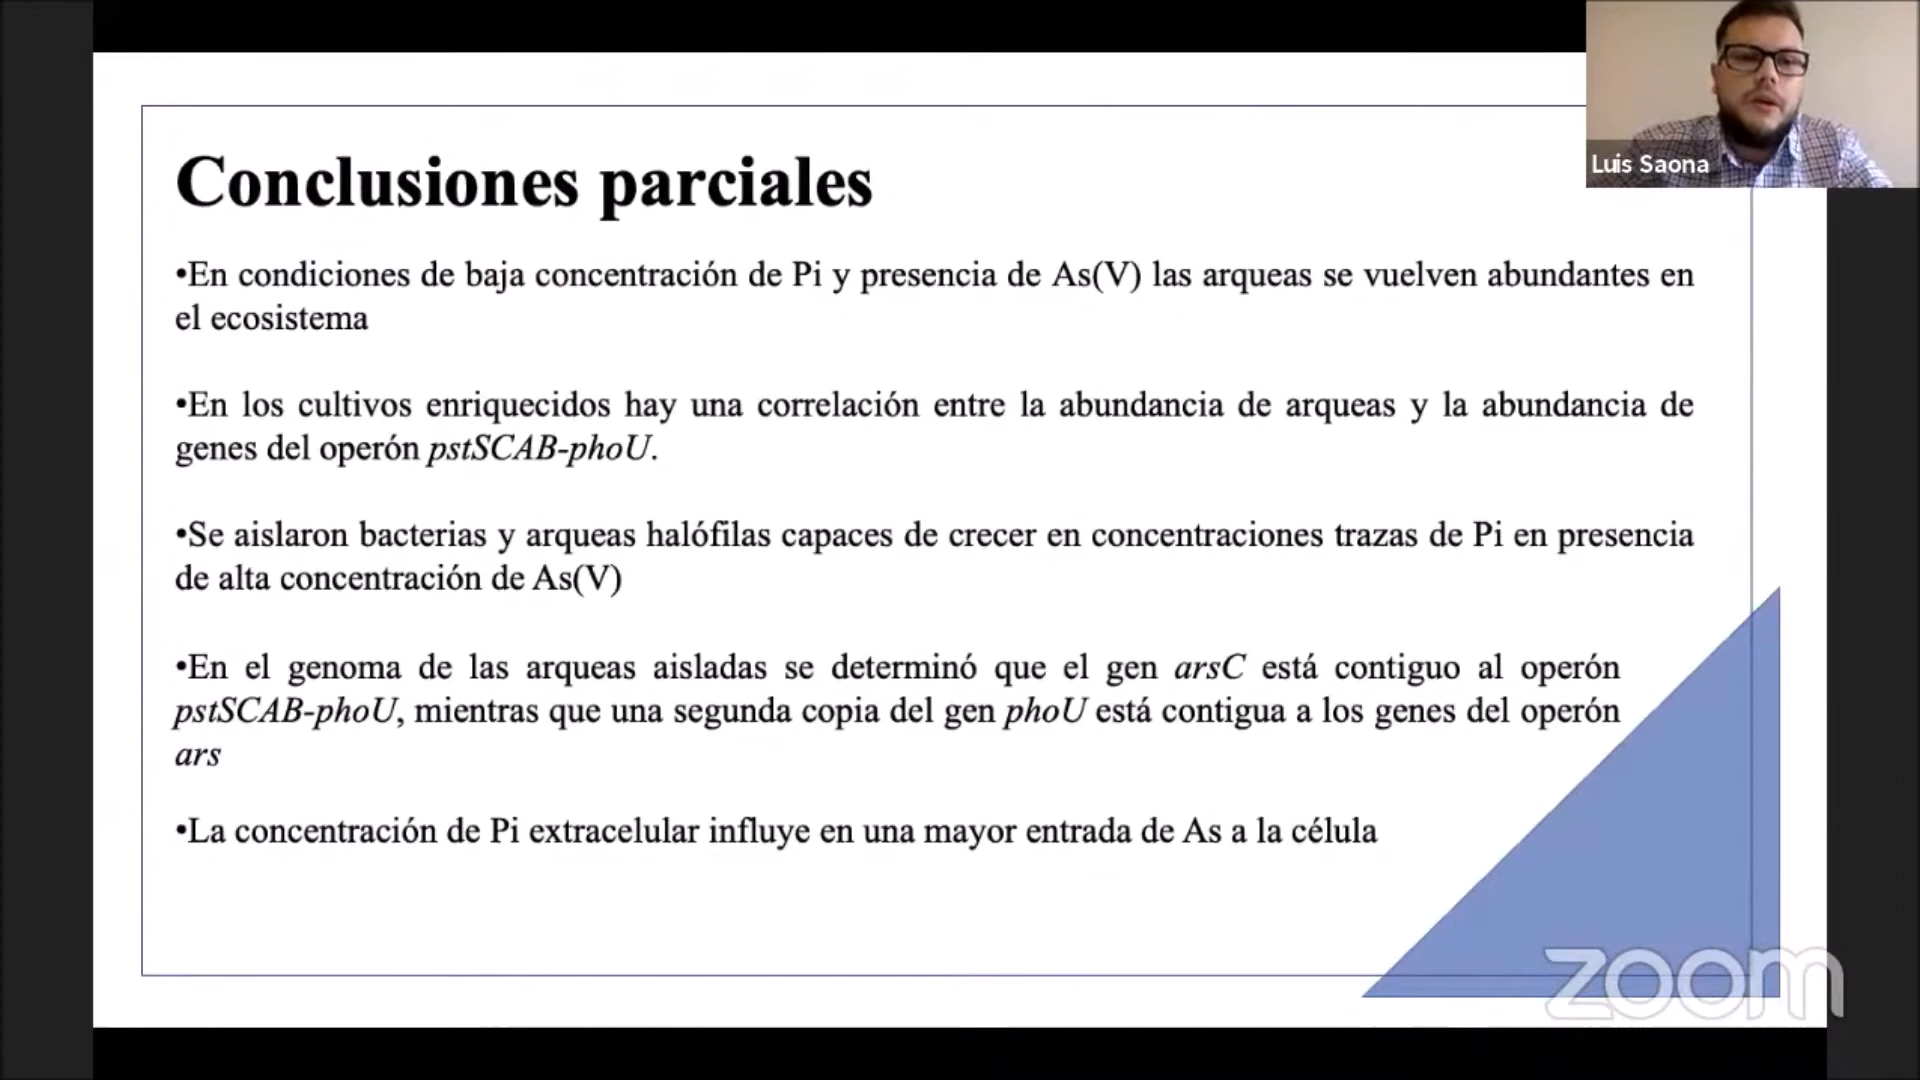 Luis Saona
Conclusiones parciales
•En condiciones de baja concentración de Pi y presencia de As(V) las arqueas se vuelven abundantes en
el ecosistema
•En los cultivos enriquecidos hay una correlación entre la abundancia de arqueas y la abundancia de
genes del operón pstSCAB-phoU.
•Se aislaron bacterias y arqueas halófilas capaces de crecer en concentraciones trazas de Pi en presencia
de alta concentración de As(V)
•En el genoma de las arqueas aisladas se determinó que el gen arsC está contiguo al operón
pstSCAB-phoU, mientras que una segunda copia del gen phoU está contigua a los genes del operón
ars
•La concentración de Pi extracelular influye en una mayor entrada de As a la célula
zoom